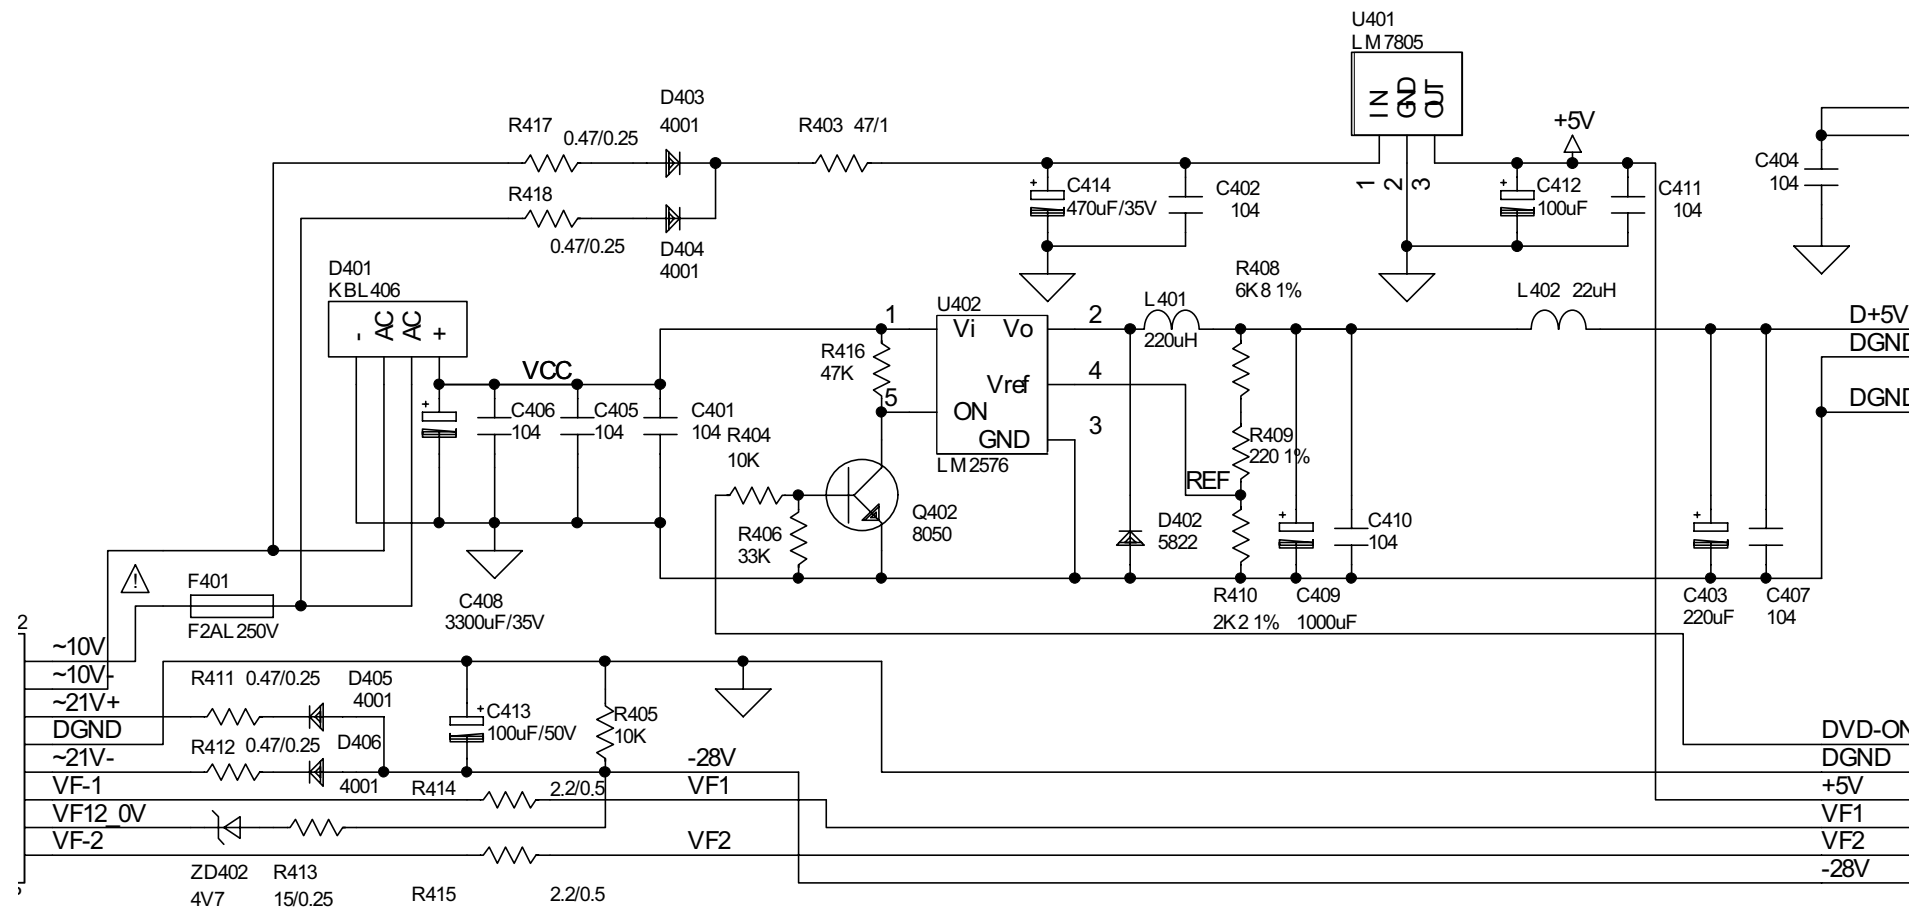 U401
LM7805
IN
GND
OUT
1
2
3
D403
4001
R417
0.47/0.25
R403 47/1
+5V
R418
0.47/0.25
D404
4001
+
C414
470uF/35V
C402
104
+
C412
100uF
C411
104
C404
104
D401
KBL406
-
AC
AC
+
VCC
+
C406
104
C405
104
C401
104
C408
3300uF/35V
R404
10K
R406
33K
R416
47K
1
5
Q402
8050
U402
Vi
Vo
Vref
ON
GND
LM2576
2
4
3
L401
220uH
R408
6K8 1%
R409
220 1%
REF
D402
5822
R410
2K2 1%
+
C409
1000uF
C410
104
L402 22uH
+
C403
220uF
C407
104
D+5V
DGND
DGND
F401
F2AL250V
!
2
~10V
~10V-
~21V+
DGND
~21V-
VF-1
VF12_0V
VF-2
R411 0.47/0.25
D405
4001
R412 0.47/0.25
D406
4001
+
C413
100uF/50V
R405
10K
R414
2.2/0.5
-28V
VF1
VF2
ZD402
4V7
R413
15/0.25
R415
2.2/0.5
DVD-ON
DGND
+5V
VF1
VF2
-28V